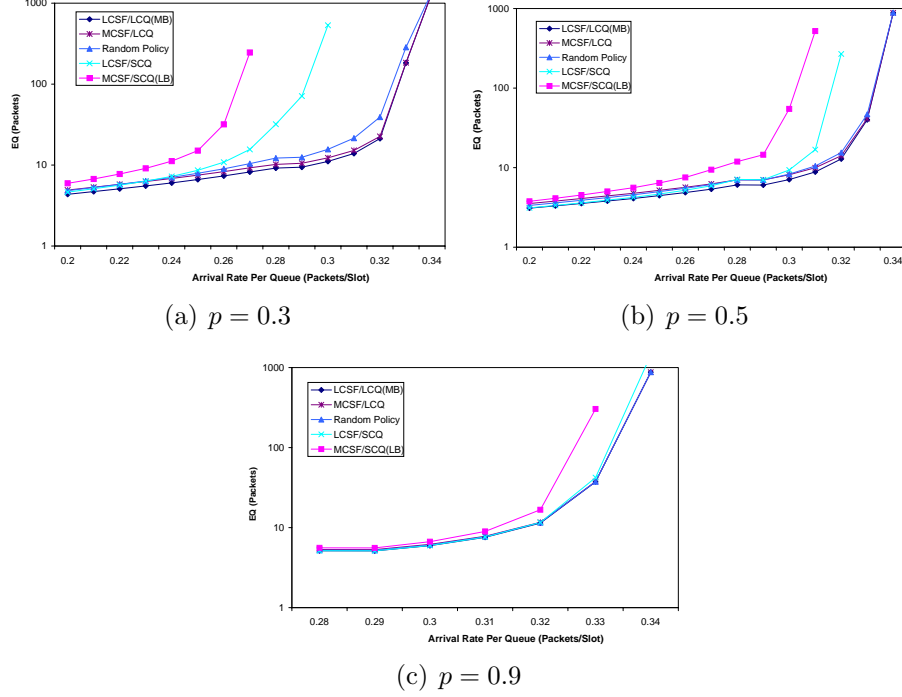 1000
100
10
1
EQ (Packets)
LCSF/LCQ(MB)
MCSF/LCQ
Random Policy
LCSF/SCQ
MCSF/SCQ(LB)
0.2 0.22 0.24 0.26 0.28 0.3 0.32 0.34
Arrival Rate Per Queue (Packets/Slot)
(a) p = 0.3
1000
100
10
1
EQ (Packets)
LCSF/LCQ(MB)
MCSF/LCQ
Random Policy
LCSF/SCQ
MCSF/SCQ(LB)
0.2 0.22 0.24 0.26 0.28 0.3 0.32 0.34
Arrival Rate Per Queue (Packets/Slot)
(b) p = 0.5
1000
100
10
1
EQ (Packets)
LCSF/LCQ(MB)
MCSF/LCQ
Random Policy
LCSF/SCQ
MCSF/SCQ(LB)
0.28 0.29 0.3 0.31 0.32 0.33 0.34
Arrival Rate Per Queue (Packets/Slot)
(c) p = 0.9